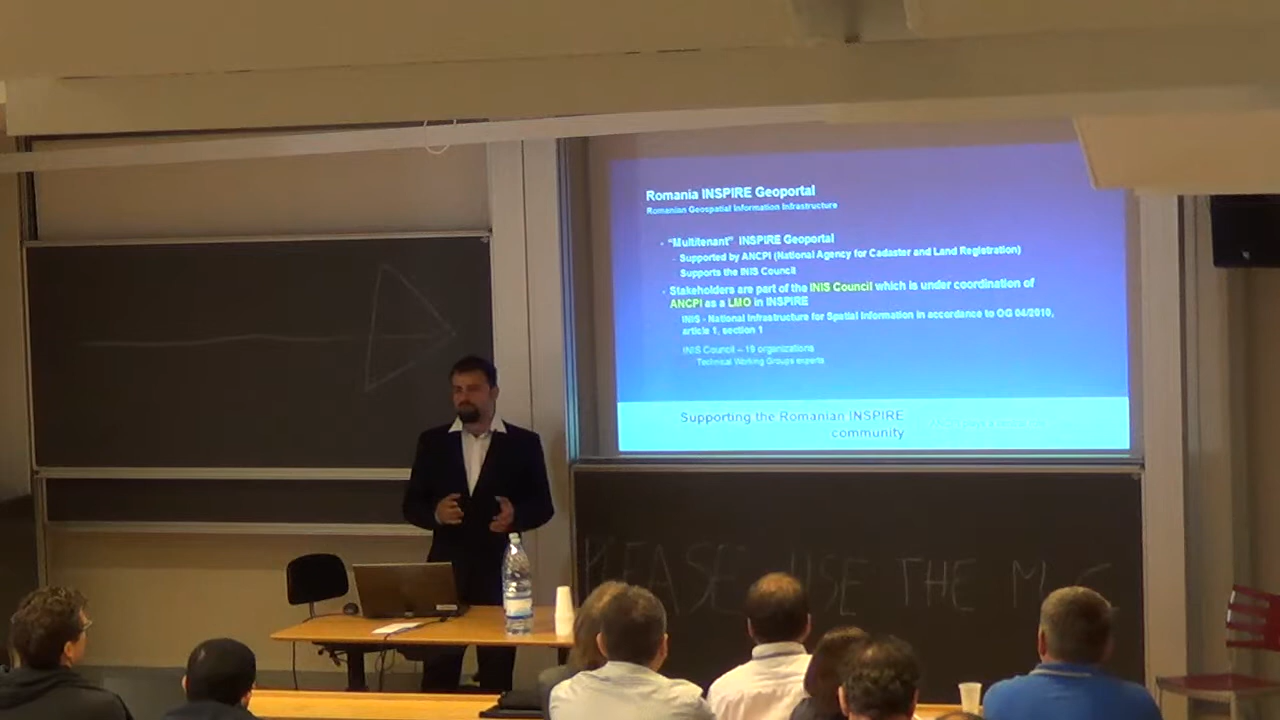 Romania INSPIRE Geoportal
Romanian Geospatial Information Infrastructure
- "Multitenant" INSPIRE Geoportal
- Supported by ANCPI (National Agency for Cadaster and Land Registration)
Supports the INIS Council
- Stakeholders are part of the INIS Council which is under coordination of
ANCPI as a LMO in INSPIRE
INIS - National Infrastructure for Spatial Information in accordance to OG 04/2010,
article 1, section 1
INIS Council – 19 organizations
Technical Working Groups experts
Supporting the Romanian INSPIRE
community
PLEASE USE THE